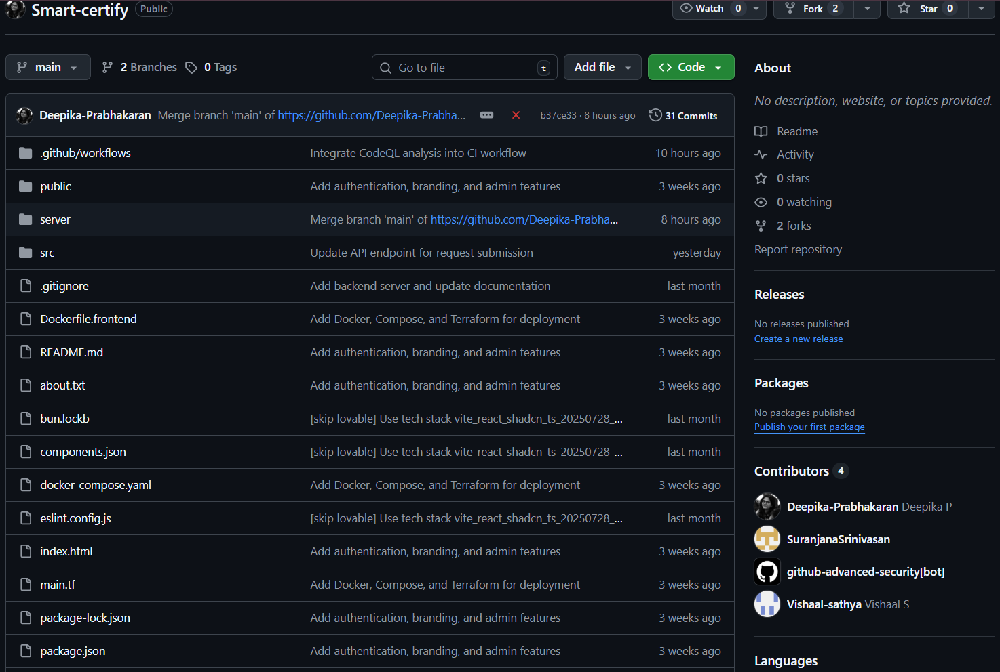 Smart-certify Public Watch 0 Fork 2 Star 0
main 2 Branches 0 Tags Go to file t Add file Code
Deepika-Prabhakaran Merge branch 'main' of https://github.com/Deepika-Prabha... b37ce33 · 8 hours ago 31 Commits
.github/workflows Integrate CodeQL analysis into CI workflow 10 hours ago
public Add authentication, branding, and admin features 3 weeks ago
server Merge branch 'main' of https://github.com/Deepika-Prabha... 8 hours ago
src Update API endpoint for request submission yesterday
.gitignore Add backend server and update documentation last month
Dockerfile.frontend Add Docker, Compose, and Terraform for deployment 3 weeks ago
README.md Add authentication, branding, and admin features 3 weeks ago
about.txt Add authentication, branding, and admin features 3 weeks ago
bun.lockb [skip lovable] Use tech stack vite_react_shadcn_ts_20250728_... last month
components.json [skip lovable] Use tech stack vite_react_shadcn_ts_20250728_... last month
docker-compose.yaml Add Docker, Compose, and Terraform for deployment 3 weeks ago
eslint.config.js [skip lovable] Use tech stack vite_react_shadcn_ts_20250728_... last month
index.html Add authentication, branding, and admin features 3 weeks ago
main.tf Add Docker, Compose, and Terraform for deployment 3 weeks ago
package-lock.json Add authentication, branding, and admin features 3 weeks ago
package.json Add authentication, branding, and admin features 3 weeks ago
About
No description, website, or topics provided.
Readme
Activity
0 stars
0 watching
2 forks
Report repository
Releases
No releases published
Create a new release
Packages
No packages published
Publish your first package
Contributors 4
Deepika-Prabhakaran Deepika P
SuranjanaSrinivasan
github-advanced-security[bot]
Vishaal-sathya Vishaal S
Languages